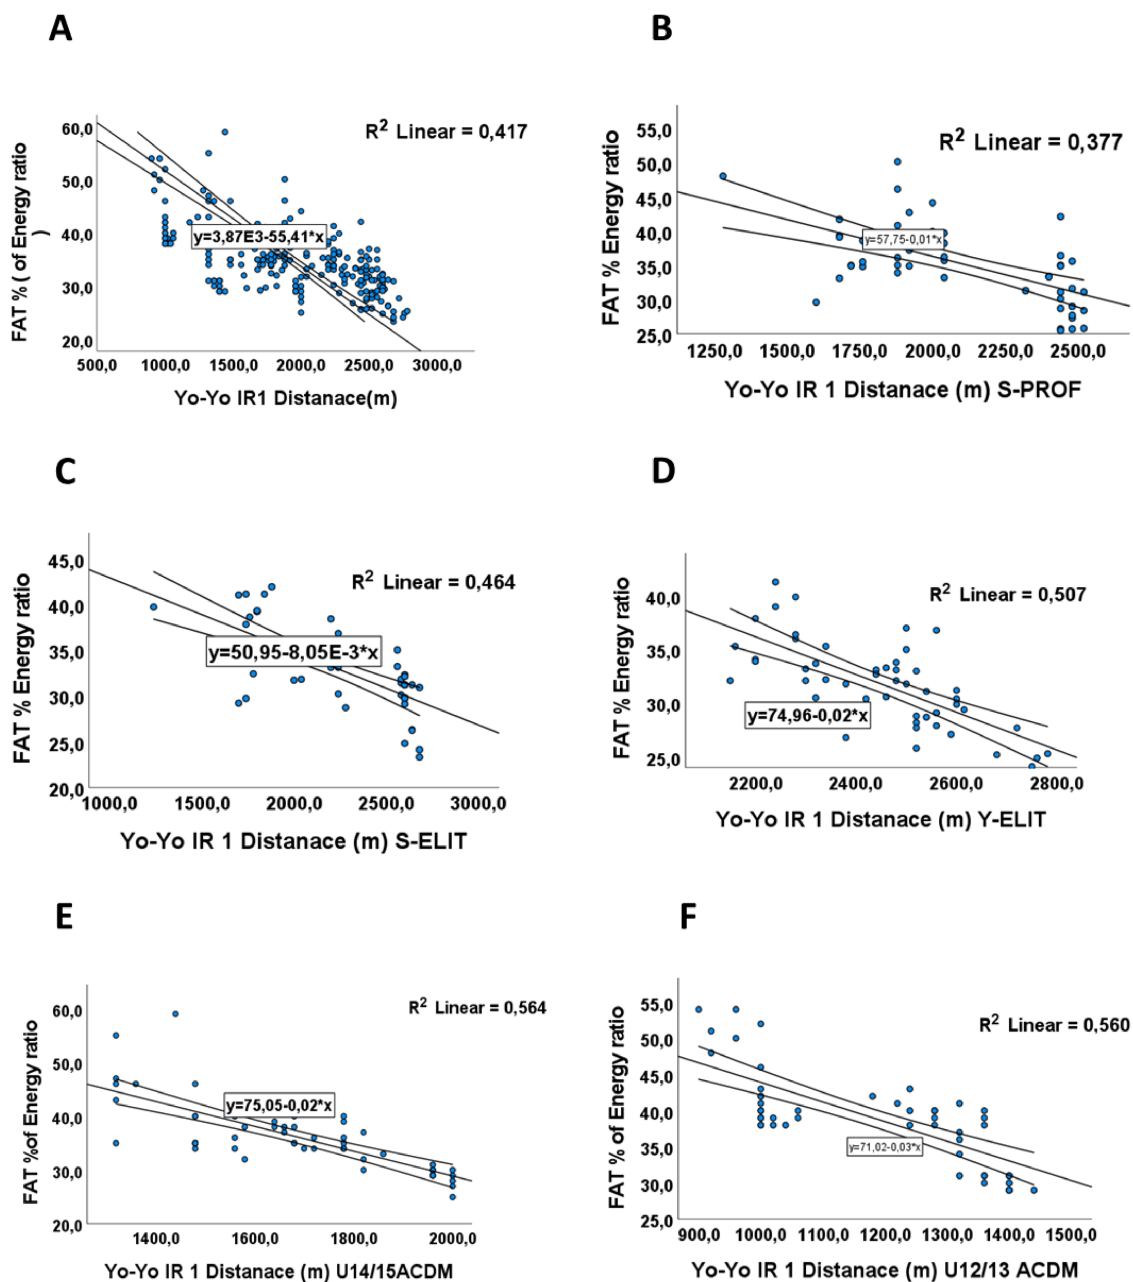 A
R² Linear = 0,417
FAT % ( of Energy ratio
)
60,0
50,0
40,0
30,0
20,0
y=3,87E3-55,41*x
500,0 1000,0 1500,0 2000,0 2500,0 3000,0
Yo-Yo IR1 Distanace(m)
B
R² Linear = 0,377
FAT % Energy ratio
55,0
50,0
45,0
40,0
35,0
30,0
25,0
y=57,75-0,01*x
1250,0 1500,0 1750,0 2000,0 2250,0 2500,0
Yo-Yo IR 1 Distanace (m) S-PROF
C
R² Linear = 0,464
FAT % Energy ratio
45,0
40,0
35,0
30,0
25,0
20,0
y=50,95-8,05E-3*x
1000,0 1500,0 2000,0 2500,0 3000,0
Yo-Yo IR 1 Distanace (m) S-ELIT
D
R² Linear = 0,507
FAT % Energy ratio
40,0
35,0
30,0
25,0
y=74,96-0,02*x
2200,0 2400,0 2600,0 2800,0
Yo-Yo IR 1 Distanace (m) Y-ELIT
E
R² Linear = 0,564
FAT %of Energy ratio
60,0
50,0
40,0
30,0
20,0
y=75,05-0,02*x
1400,0 1600,0 1800,0 2000,0
Yo-Yo IR 1 Distanace (m) U14/15ACDM
F
R² Linear = 0,560
FAT % of Energy ratio
55,0
50,0
45,0
40,0
35,0
30,0
25,0
y=71,02-0,03*x
900,0 1000,0 1100,0 1200,0 1300,0 1400,0 1500,0
Yo-Yo IR 1 Distanace (m) U12/13 ACDM